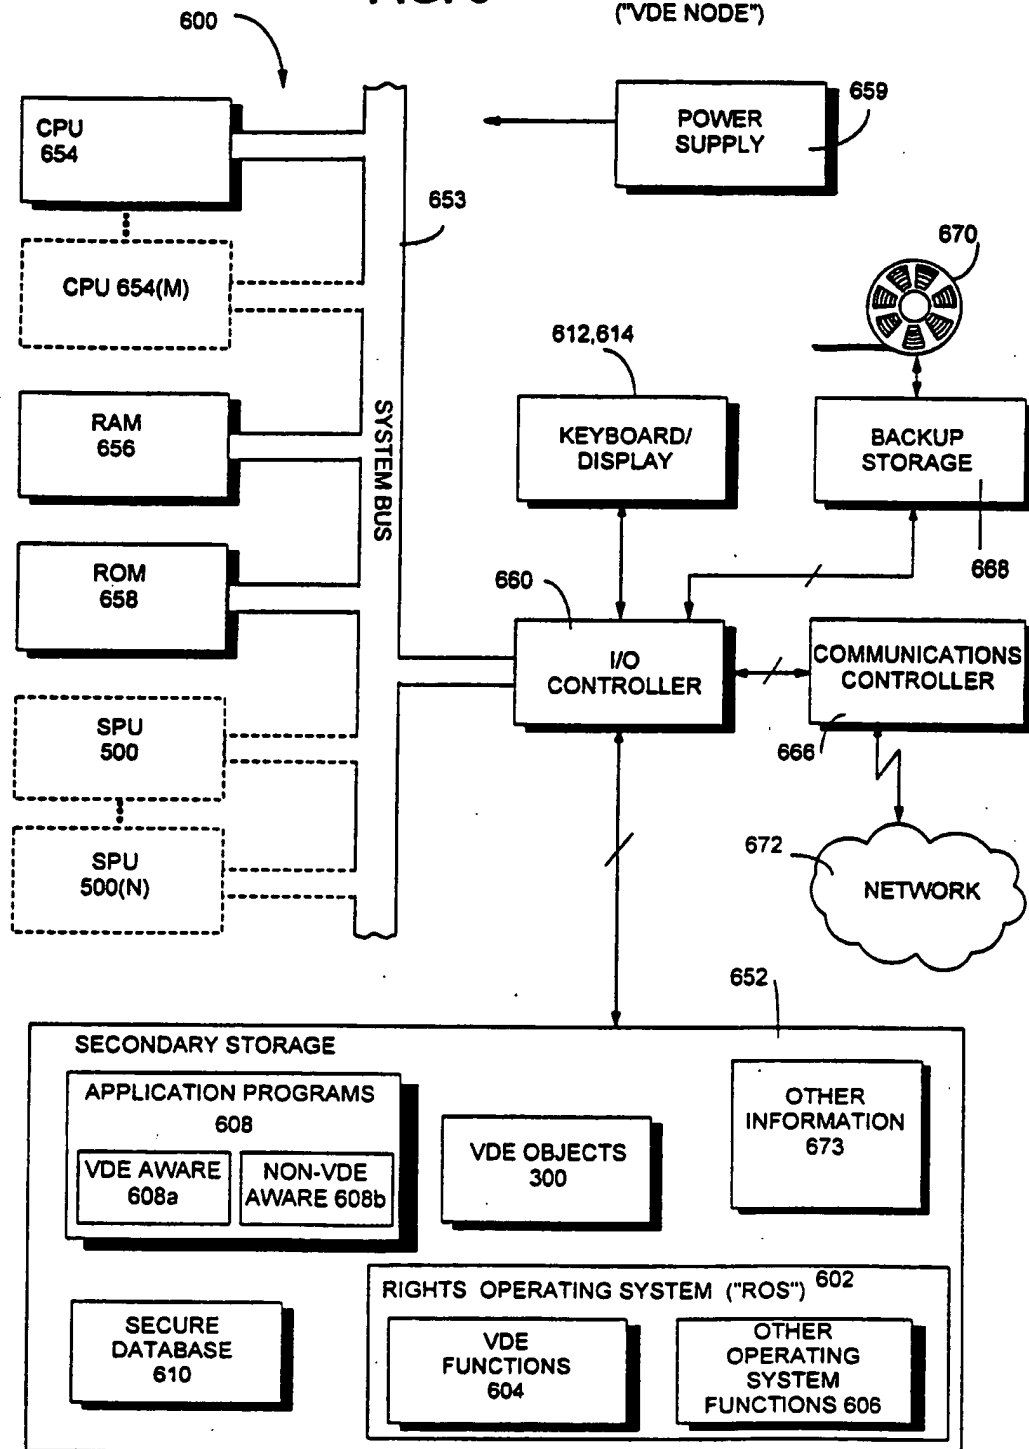 ("VDE NODE")
600
CPU
654
POWER
SUPPLY
659
653
CPU 654(M)
670
612,614
RAM
656
SYSTEM BUS
KEYBOARD/
DISPLAY
BACKUP
STORAGE
668
ROM
658
660
I/O
CONTROLLER
COMMUNICATIONS
CONTROLLER
666
SPU
500
SPU
500(N)
672
NETWORK
652
SECONDARY STORAGE
APPLICATION PROGRAMS
608
VDE AWARE
608a
NON-VDE
AWARE 608b
VDE OBJECTS
300
OTHER
INFORMATION
673
SECURE
DATABASE
610
RIGHTS OPERATING SYSTEM ("ROS") 602
VDE
FUNCTIONS
604
OTHER
OPERATING
SYSTEM
FUNCTIONS 606